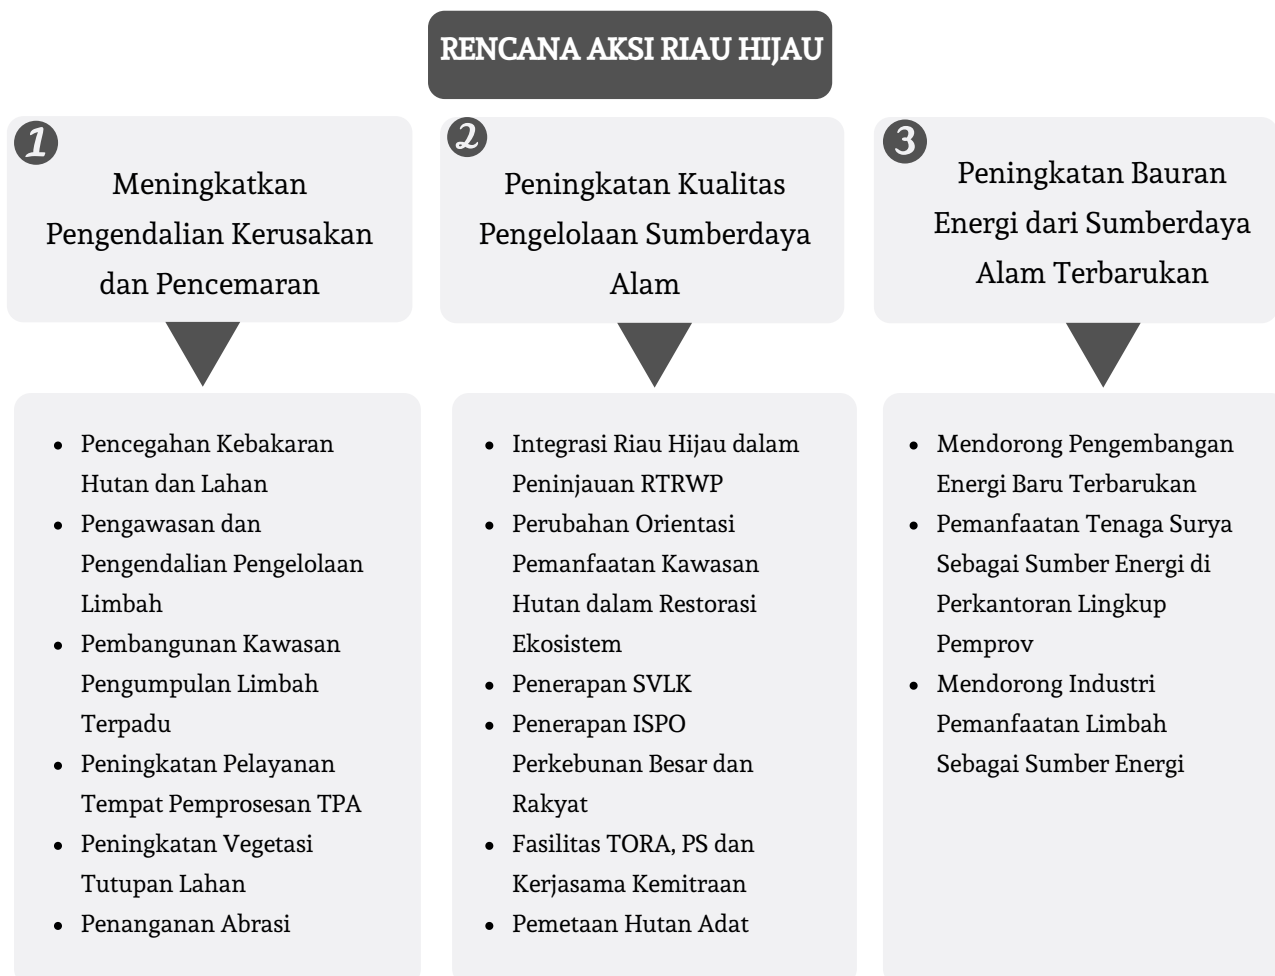 RENCANA AKSI RIAU HIJAU
1
Meningkatkan
Pengendalian Kerusakan
dan Pencemaran
2
Peningkatan Kualitas
Pengelolaan Sumberdaya
Alam
3
Peningkatan Bauran
Energi dari Sumberdaya
Alam Terbarukan
• Pencegahan Kebakaran
Hutan dan Lahan
• Pengawasan dan
Pengendalian Pengelolaan
Limbah
• Pembangunan Kawasan
Pengumpulan Limbah
Terpadu
• Peningkatan Pelayanan
Tempat Pemprosesan TPA
• Peningkatan Vegetasi
Tutupan Lahan
• Penanganan Abrasi
• Integrasi Riau Hijau dalam
Peninjauan RTRWP
• Perubahan Orientasi
Pemanfaatan Kawasan
Hutan dalam Restorasi
Ekosistem
• Penerapan SVLK
• Penerapan ISPO
Perkebunan Besar dan
Rakyat
• Fasilitas TORA, PS dan
Kerjasama Kemitraan
• Pemetaan Hutan Adat
• Mendorong Pengembangan
Energi Baru Terbarukan
• Pemanfaatan Tenaga Surya
Sebagai Sumber Energi di
Perkantoran Lingkup
Pemprov
• Mendorong Industri
Pemanfaatan Limbah
Sebagai Sumber Energi